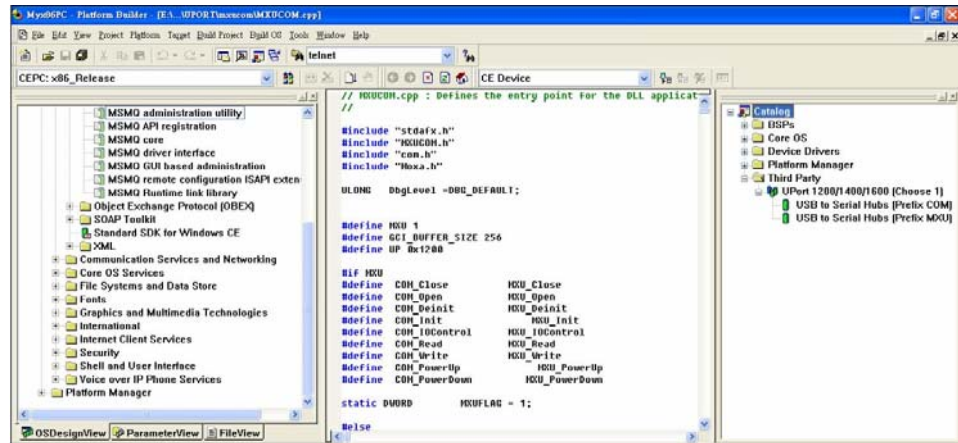 Myx86PC - Platform Builder - [E:\...\UPORT\mxucom\MXUCOM.cpp]
File Edit View Project Platform Target Build Project Build OS Tools Window Help
telnet
CEPC: x86_Release
CE Device
MSMQ administration utility
MSMQ API registration
MSMQ core
MSMQ driver interface
MSMQ GUI based administration
MSMQ remote configuration ISAPI exten
MSMQ Runtime link library
Object Exchange Protocol (OBEX)
SOAP Toolkit
Standard SDK for Windows CE
XML
Communication Services and Networking
Core OS Services
File Systems and Data Store
Fonts
Graphics and Multimedia Technologies
International
Internet Client Services
Security
Shell and User Interface
Voice over IP Phone Services
Platform Manager
OSDesignView ParameterView FileView
// MXUCOM.cpp : Defines the entry point for the DLL applicat
//
#include "stdafx.h"
#include "MXUCOM.h"
#include "com.h"
#include "Moxa.h"
ULONG DbgLevel =DBG_DEFAULT;
#define MXU 1
#define GCI_BUFFER_SIZE 256
#define UP 0x1200
#if MXU
#define COM_Close MXU_Close
#define COM_Open MXU_Open
#define COM_Deinit MXU_Deinit
#define COM_Init MXU_Init
#define COM_IOControl MXU_IOControl
#define COM_Read MXU_Read
#define COM_Write MXU_Write
#define COM_PowerUp MXU_PowerUp
#define COM_PowerDown MXU_PowerDown
static DWORD MXUFLAG = 1;
#else
Catalog
BSPs
Core OS
Device Drivers
Platform Manager
Third Party
UPort 1200/1400/1600 (Choose 1)
USB to Serial Hubs (Prefix COM)
USB to Serial Hubs (Prefix MXU)